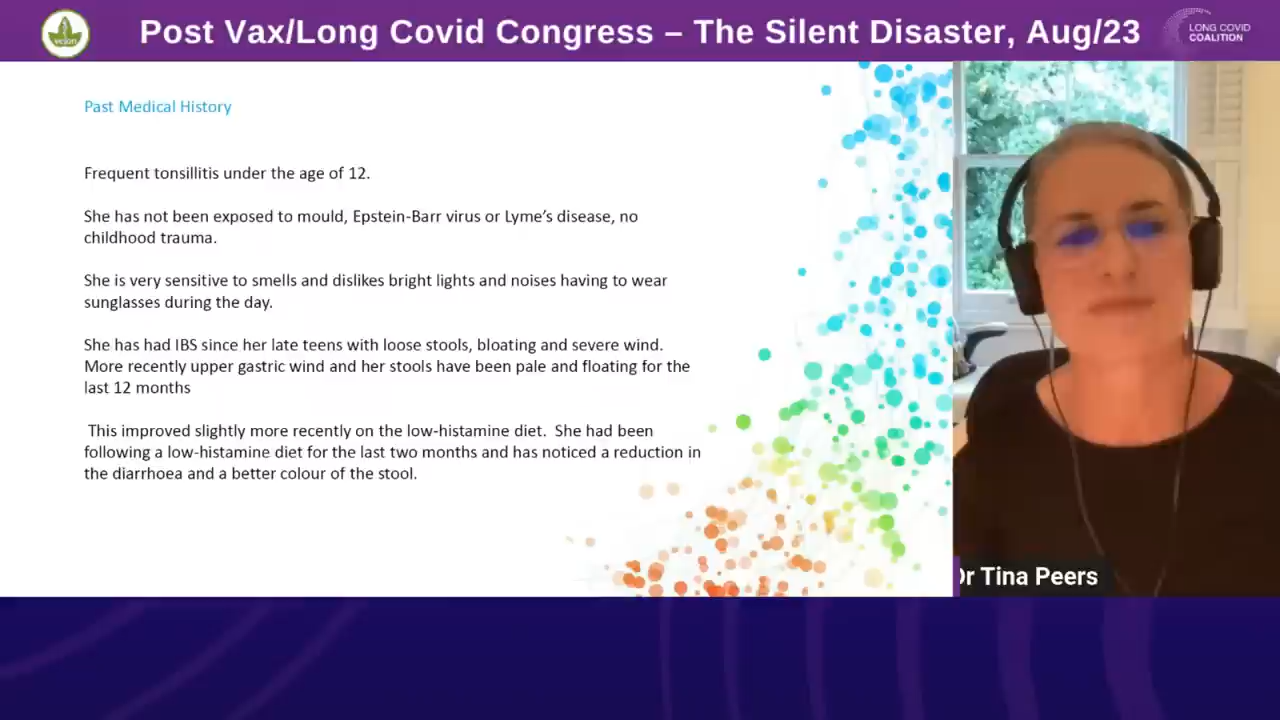 Post Vax/Long Covid Congress – The Silent Disaster, Aug/23
vejon
LONG COVID
COALITION
Past Medical History
Frequent tonsillitis under the age of 12.
She has not been exposed to mould, Epstein-Barr virus or Lyme’s disease, no
childhood trauma.
She is very sensitive to smells and dislikes bright lights and noises having to wear
sunglasses during the day.
She has had IBS since her late teens with loose stools, bloating and severe wind.
More recently upper gastric wind and her stools have been pale and floating for the
last 12 months
This improved slightly more recently on the low-histamine diet.  She had been
following a low-histamine diet for the last two months and has noticed a reduction in
the diarrhoea and a better colour of the stool.
Dr Tina Peers